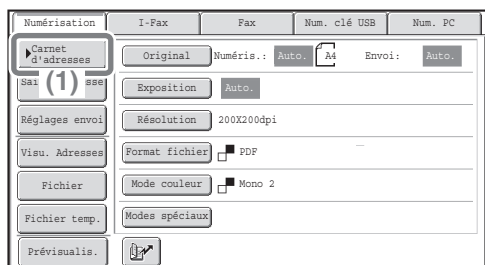 Numérisation I-Fax Fax Num. clé USB Num. PC
Carnet
d'adresses
Original Numéris.: Auto. A4 Envoi: Auto.
(1)
Exposition Auto.
Réglages envoi Résolution 200X200dpi
Visu. Adresses Format fichier PDF
Fichier Mode couleur Mono 2
Fichier temp. Modes spéciaux
Prévisualis.